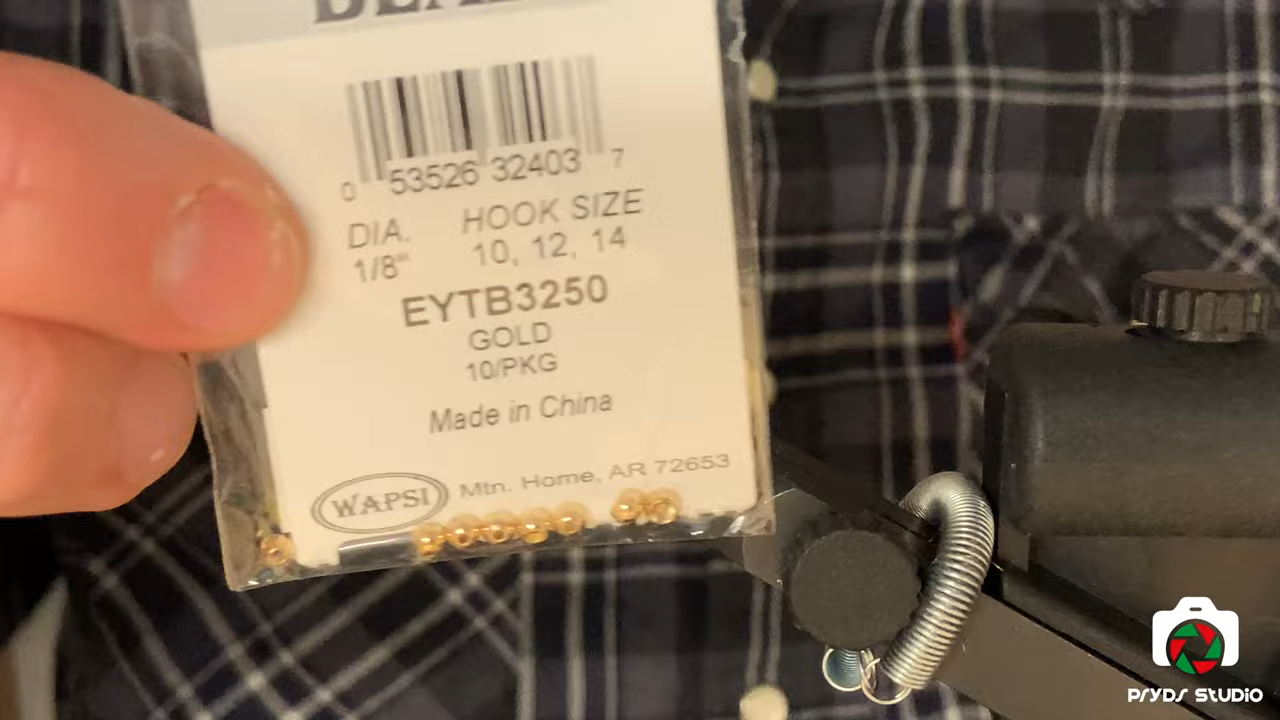 0 53526 32403 7
DIA. HOOK SIZE
1/8" 10, 12, 14
EYTB3250
GOLD
10/PKG
Made in China
WAPSI Mtn. Home, AR 72653
PRYDS STUDIO